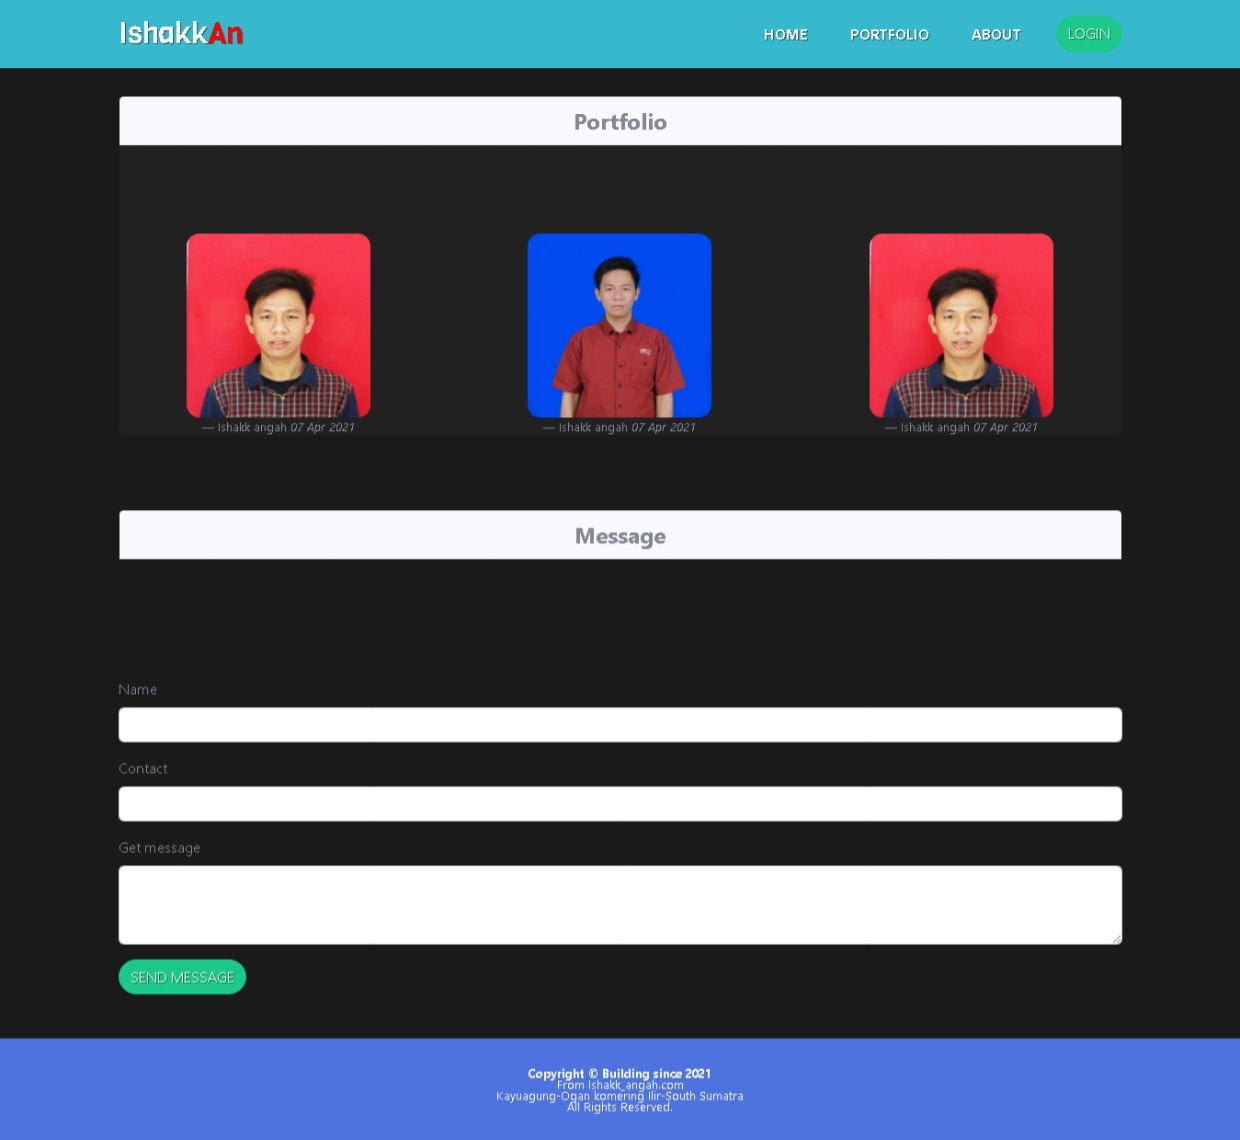 IshakkAn
HOME PORTFOLIO ABOUT LOGIN
Portfolio
— Ishakk angah 07 Apr 2021
— Ishakk angah 07 Apr 2021
— Ishakk angah 07 Apr 2021
Message
Name
Contact
Get message
SEND MESSAGE
Copyright © Building since 2021
From Ishakk_angah.com
Kayuagung-Ogan komering Ilir-South Sumatra
All Rights Reserved.